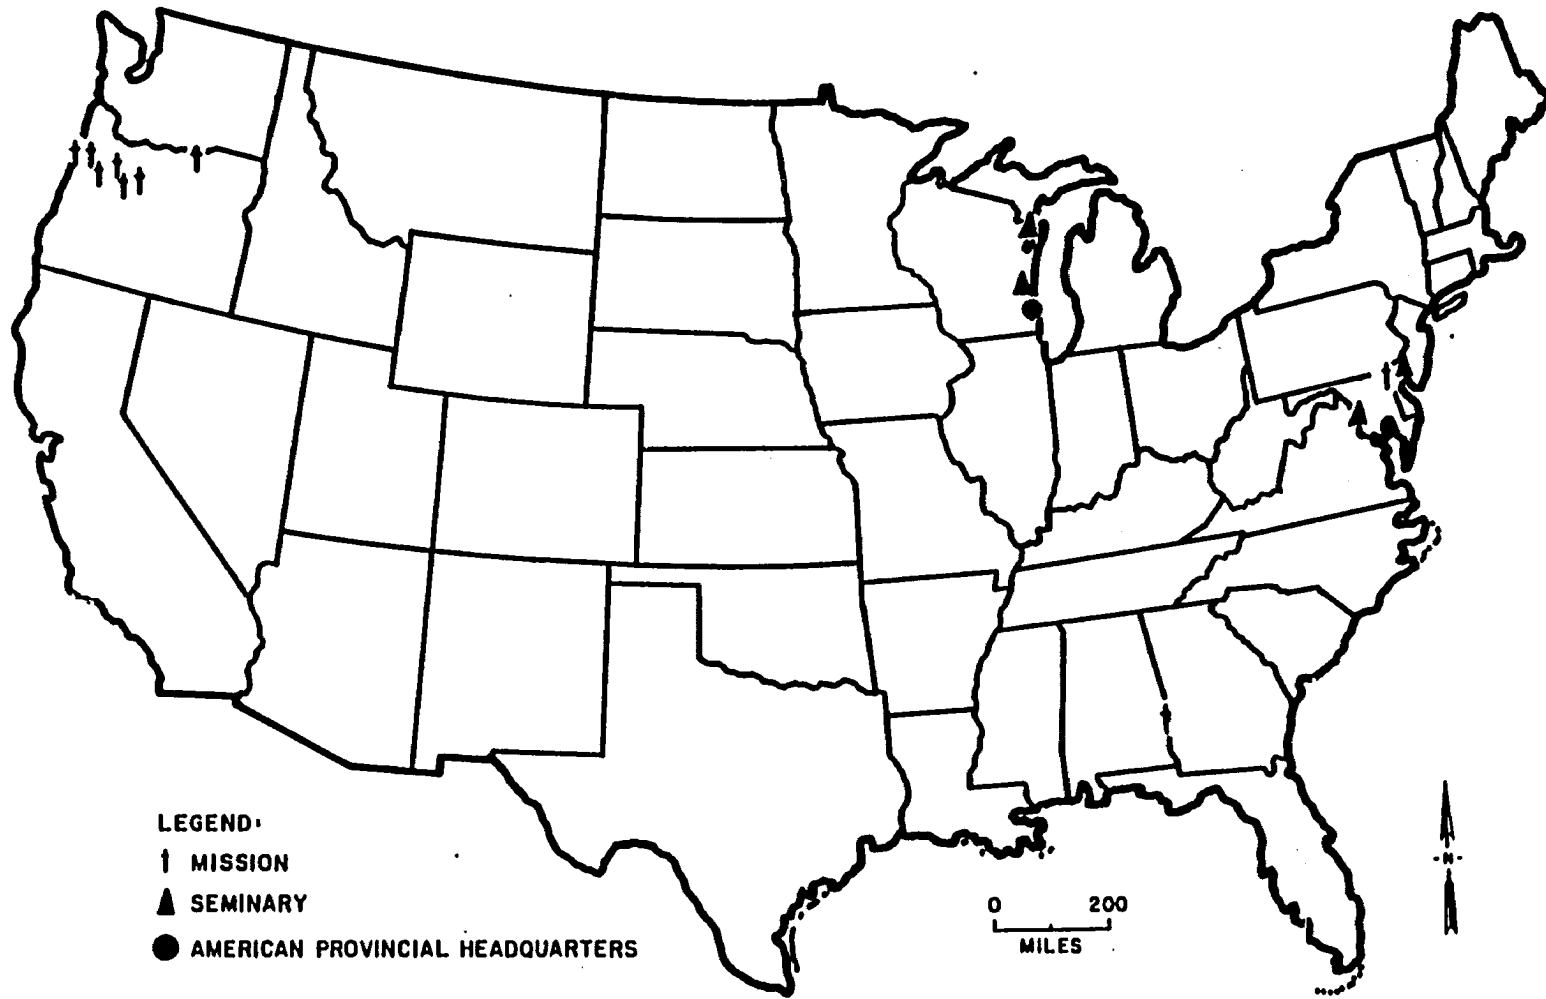 LEGEND:
† MISSION
▲ SEMINARY
● AMERICAN PROVINCIAL HEADQUARTERS
0 200
MILES
-N-